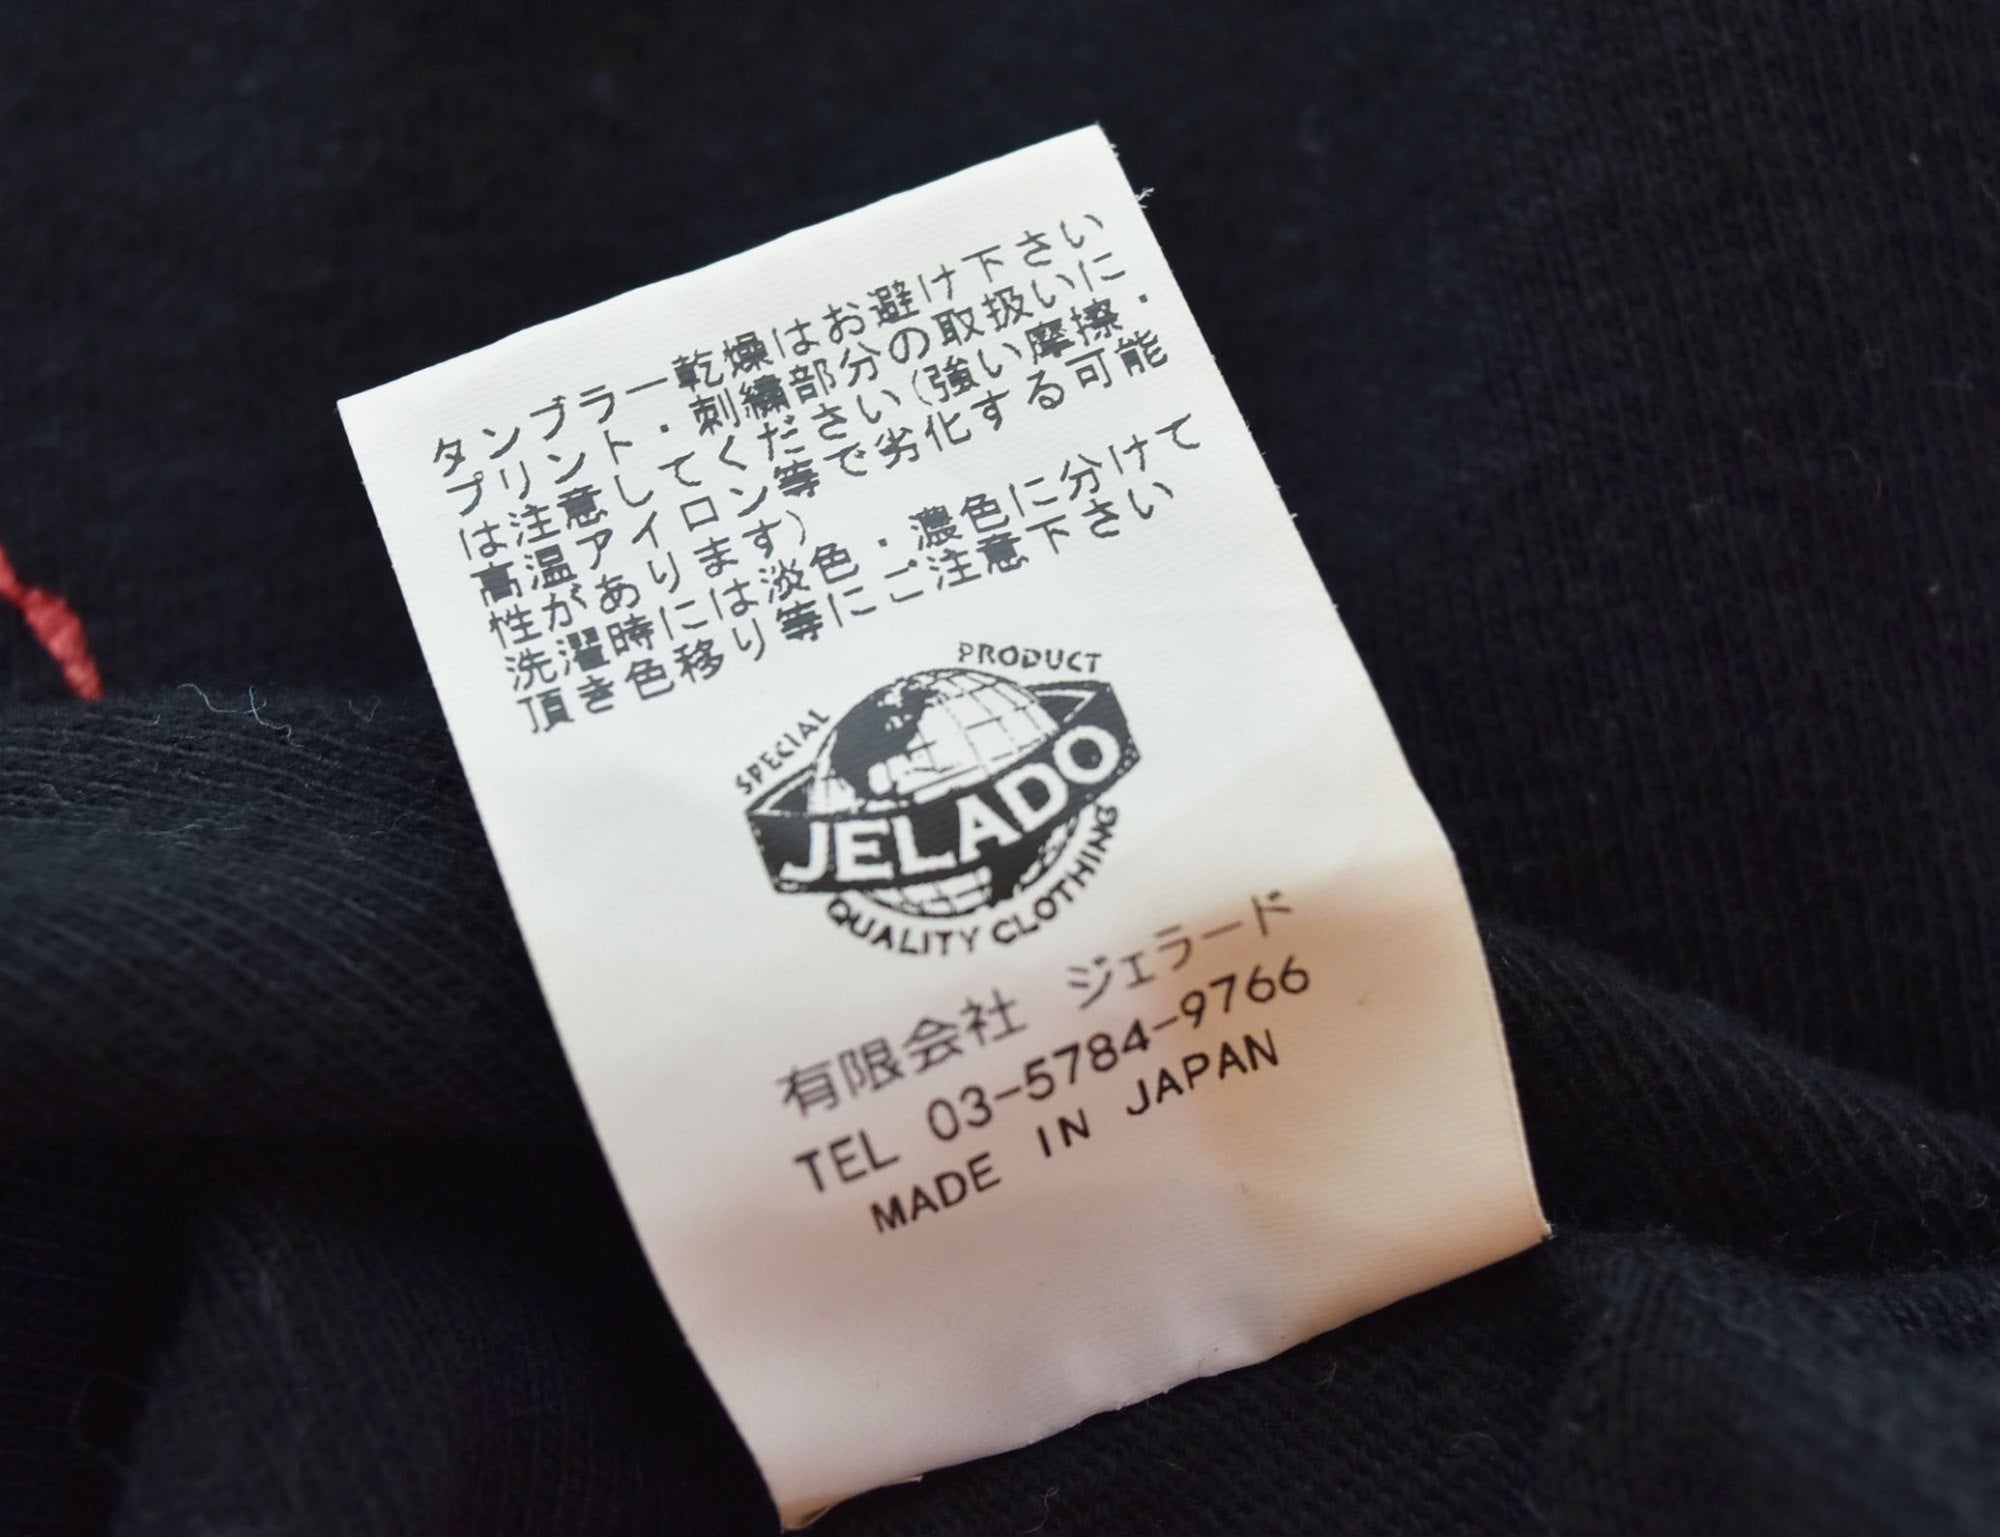 タンブラー乾燥はお避け下さい
プリント・刺繍部分の取扱いに
は注意してください(強い摩擦・
高温アイロン等で劣化する可能
性があります)
洗濯時には淡色・濃色に分けて
頂き色移り等にご注意下さい
SPECIAL PRODUCT
JELADO
QUALITY CLOTHING
有限会社 ジェラード
TEL 03-5784-9766
MADE IN JAPAN